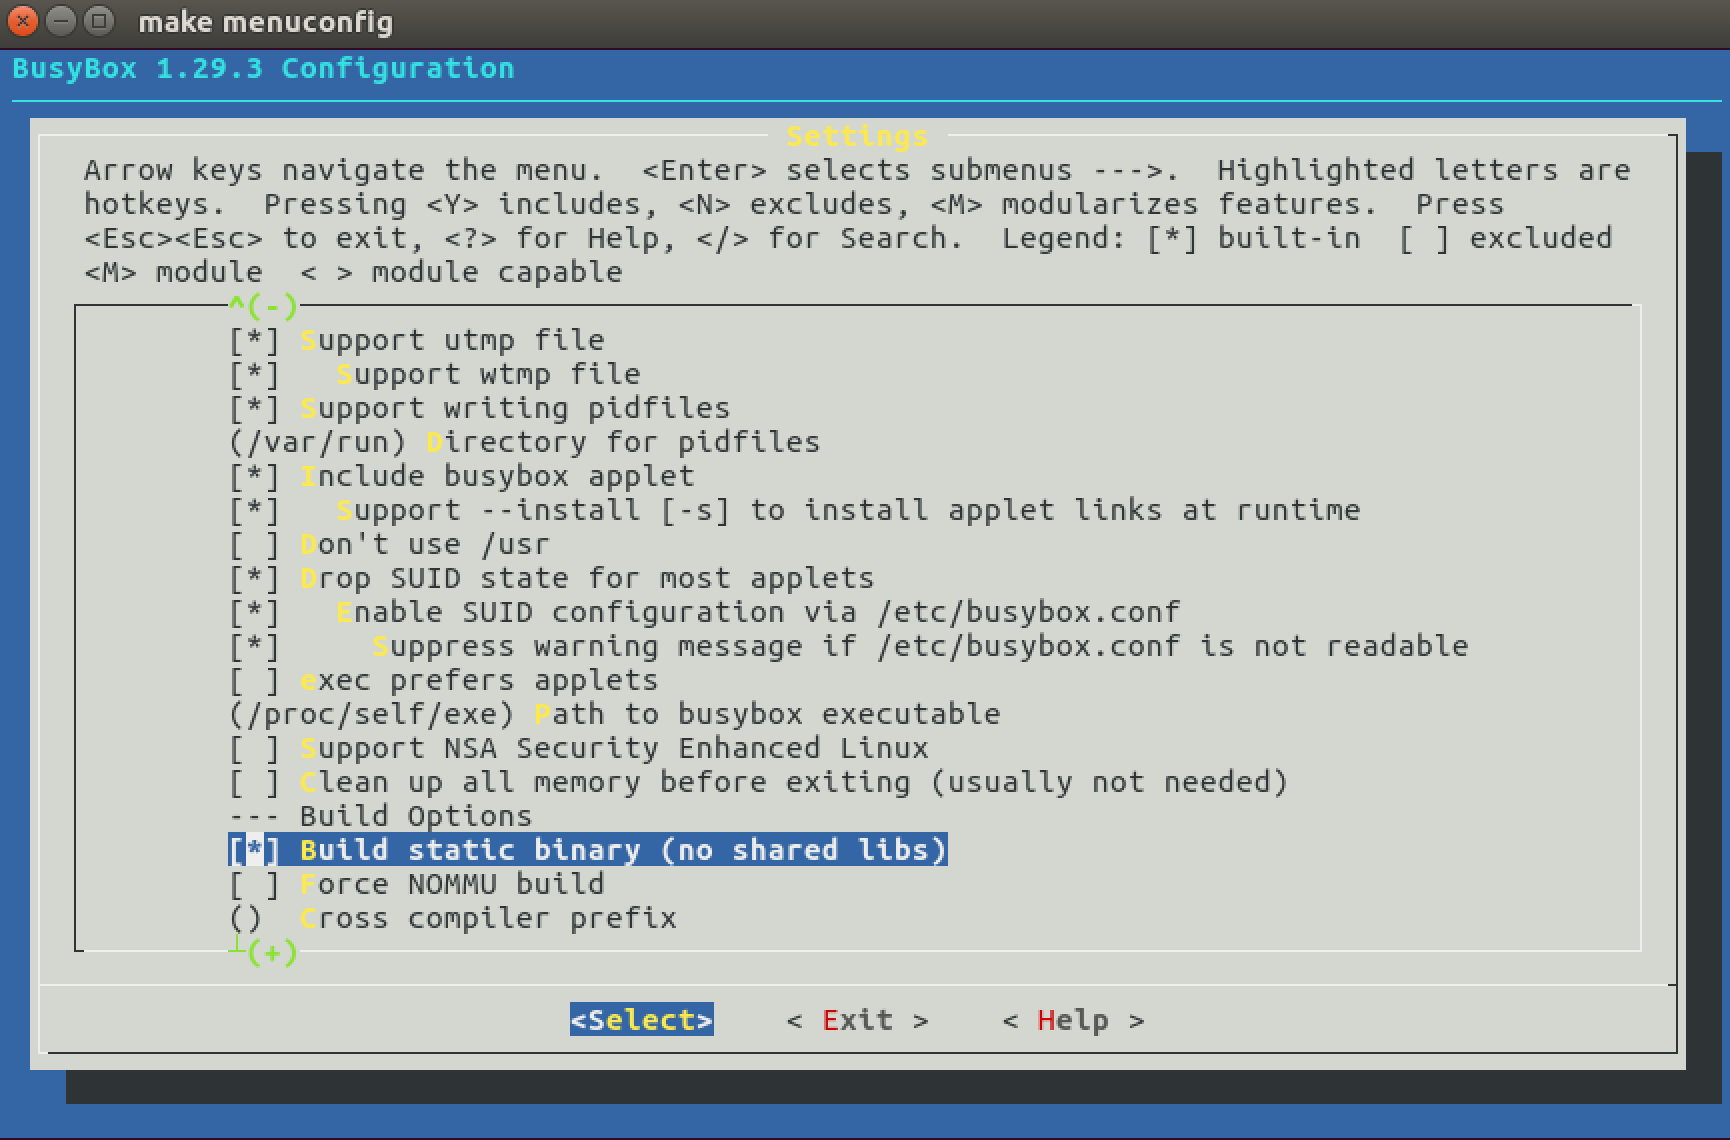 make menuconfig
BusyBox 1.29.3 Configuration
Settings
Arrow keys navigate the menu.  <Enter> selects submenus --->.  Highlighted letters are
hotkeys.  Pressing <Y> includes, <N> excludes, <M> modularizes features.  Press
<Esc><Esc> to exit, <?> for Help, </> for Search.  Legend: [*] built-in  [ ] excluded
<M> module  < > module capable
^(-)
[*] Support utmp file
[*]   Support wtmp file
[*] Support writing pidfiles
(/var/run) Directory for pidfiles
[*] Include busybox applet
[*]   Support --install [-s] to install applet links at runtime
[ ] Don't use /usr
[*] Drop SUID state for most applets
[*]   Enable SUID configuration via /etc/busybox.conf
[*]     Suppress warning message if /etc/busybox.conf is not readable
[ ] exec prefers applets
(/proc/self/exe) Path to busybox executable
[ ] Support NSA Security Enhanced Linux
[ ] Clean up all memory before exiting (usually not needed)
--- Build Options
[*] Build static binary (no shared libs)
[ ] Force NOMMU build
()  Cross compiler prefix
┴(+)
<Select>    < Exit >    < Help >